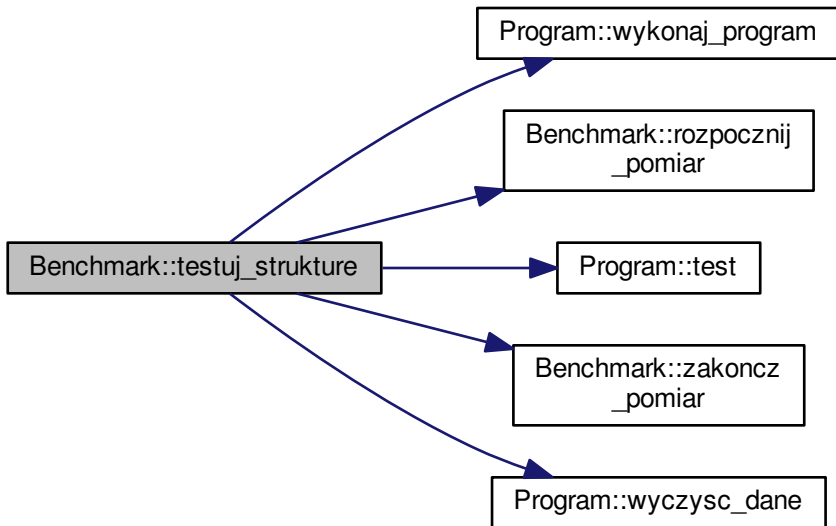 Program::wykonaj_program
Benchmark::rozpocznij
_pomiar
Benchmark::testuj_strukture
Program::test
Benchmark::zakoncz
_pomiar
Program::wyczysc_dane